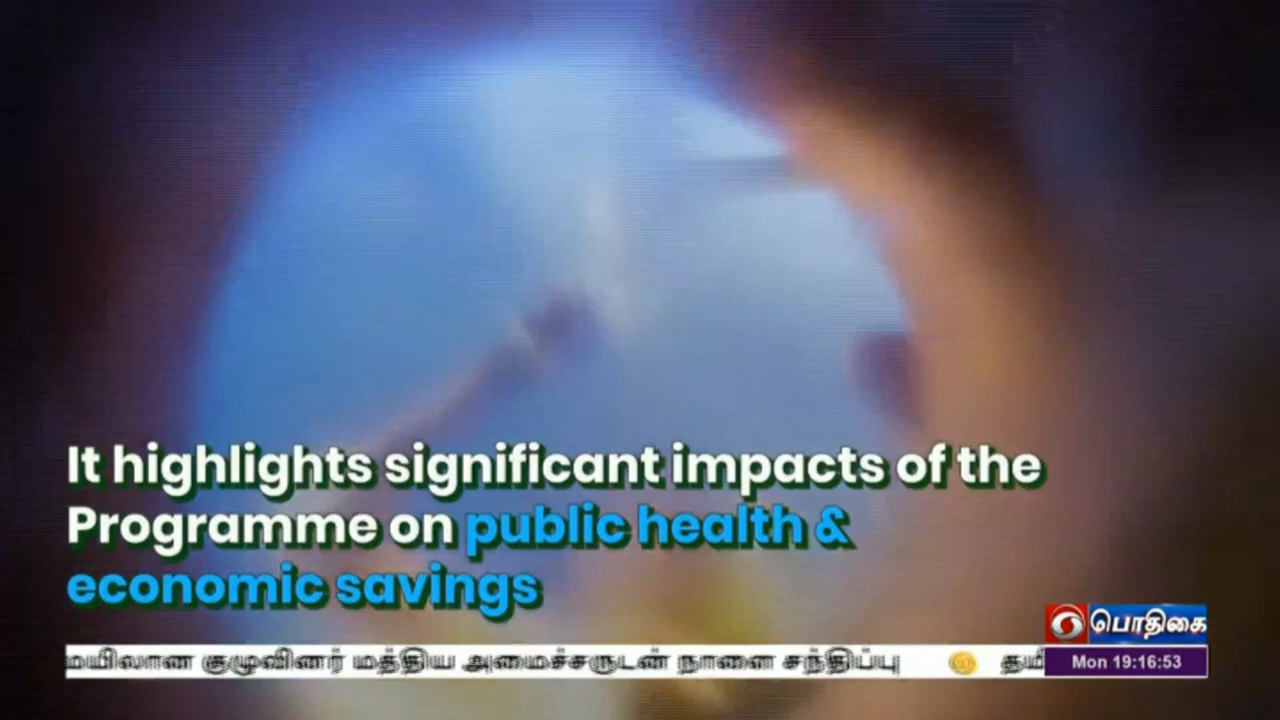 It highlights significant impacts of the
Programme on public health &
economic savings
பொதிகை
மயிலான குழுவினர் மத்திய அமைச்சருடன் நாளை சந்திப்பு
Mon 19:16:53